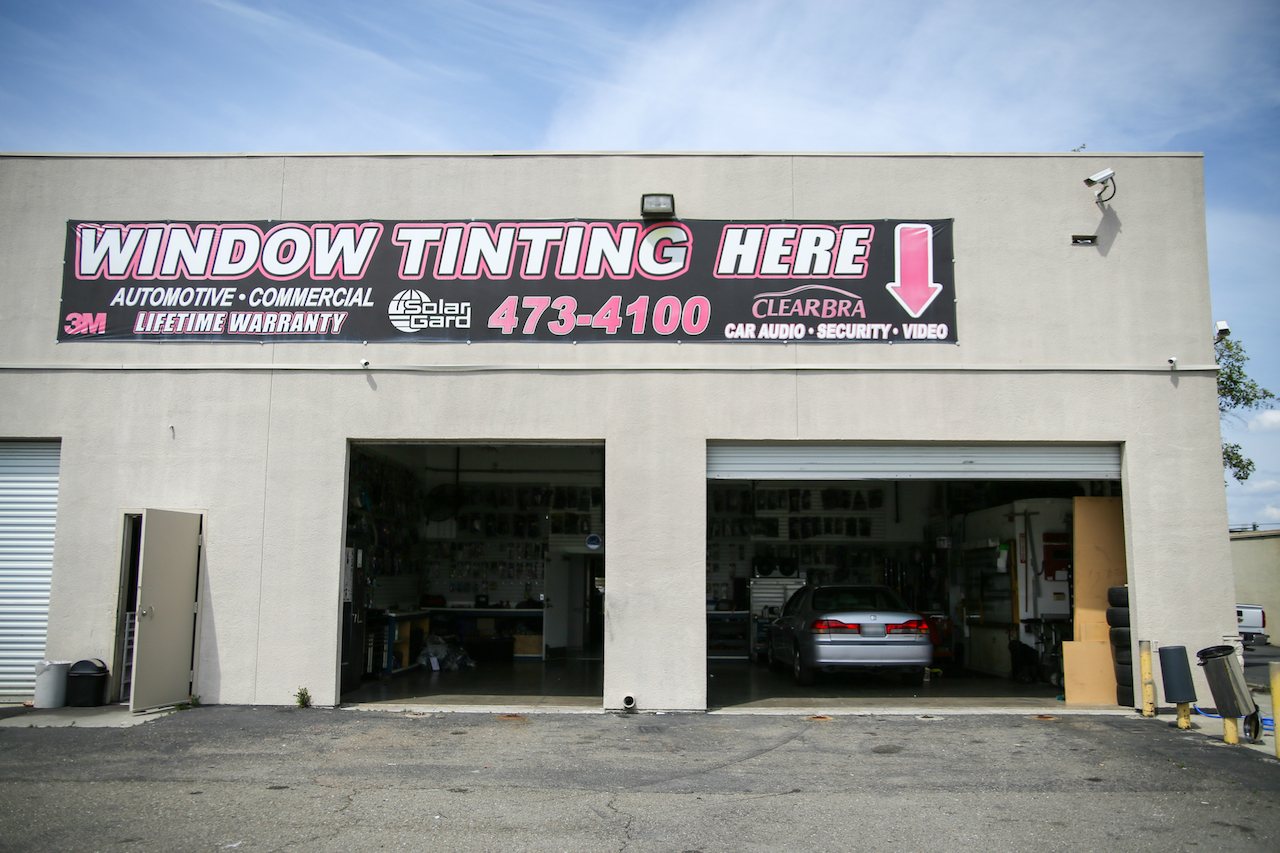 WINDOW TINTING HERE
AUTOMOTIVE • COMMERCIAL
3M LIFETIME WARRANTY
Solar
Gard
473-4100
CLEARBRA
CAR AUDIO • SECURITY • VIDEO